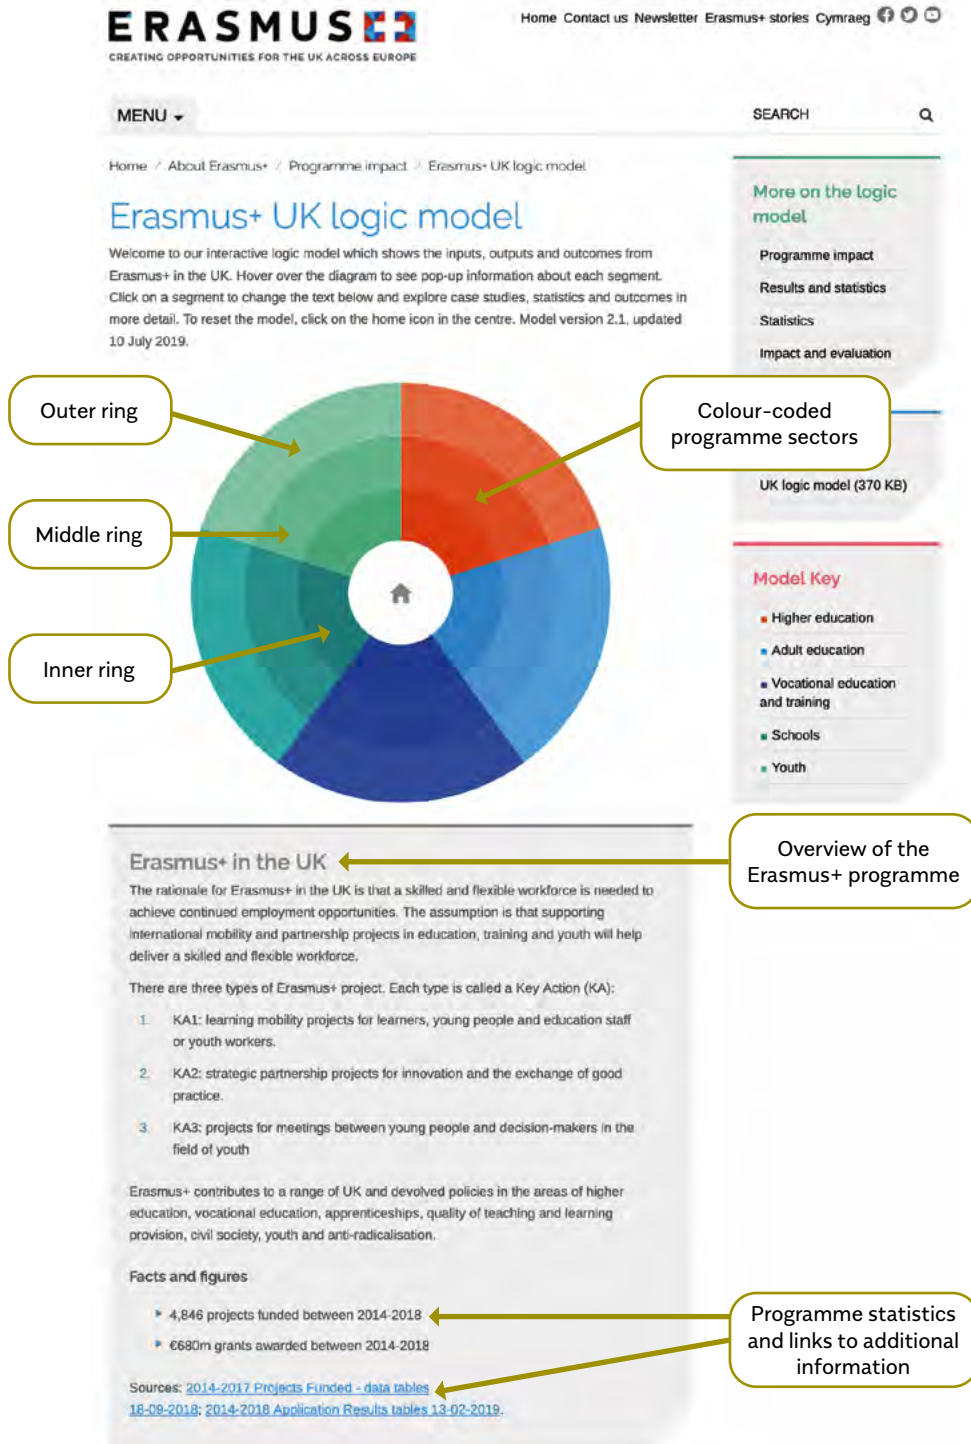 ERASMUS+
CREATING OPPORTUNITIES FOR THE UK ACROSS EUROPE
Home Contact us Newsletter Erasmus+ stories Cymraeg
MENU
SEARCH
Home / About Erasmus+ / Programme impact / Erasmus+ UK logic model
Erasmus+ UK logic model
Welcome to our interactive logic model which shows the inputs, outputs and outcomes from
Erasmus+ in the UK. Hover over the diagram to see pop-up information about each segment.
Click on a segment to change the text below and explore case studies, statistics and outcomes in
more detail. To reset the model, click on the home icon in the centre. Model version 2.1, updated
10 July 2019.
More on the logic
model
Programme impact
Results and statistics
Statistics
Impact and evaluation
Outer ring
Middle ring
Inner ring
Colour-coded
programme sectors
UK logic model (370 KB)
Model Key
Higher education
Adult education
Vocational education
and training
Schools
Youth
Erasmus+ in the UK
Overview of the
Erasmus+ programme
The rationale for Erasmus+ in the UK is that a skilled and flexible workforce is needed to
achieve continued employment opportunities. The assumption is that supporting
international mobility and partnership projects in education, training and youth will help
deliver a skilled and flexible workforce.
There are three types of Erasmus+ project. Each type is called a Key Action (KA):
1. KA1: learning mobility projects for learners, young people and education staff
or youth workers.
2. KA2: strategic partnership projects for innovation and the exchange of good
practice.
3. KA3: projects for meetings between young people and decision-makers in the
field of youth
Erasmus+ contributes to a range of UK and devolved policies in the areas of higher
education, vocational education, apprenticeships, quality of teaching and learning
provision, civil society, youth and anti-radicalisation.
Facts and figures
4,846 projects funded between 2014-2018
€680m grants awarded between 2014-2018
Programme statistics
and links to additional
information
Sources: 2014-2017 Projects Funded - data tables
18-09-2018; 2014-2018 Application Results tables 13-02-2019.